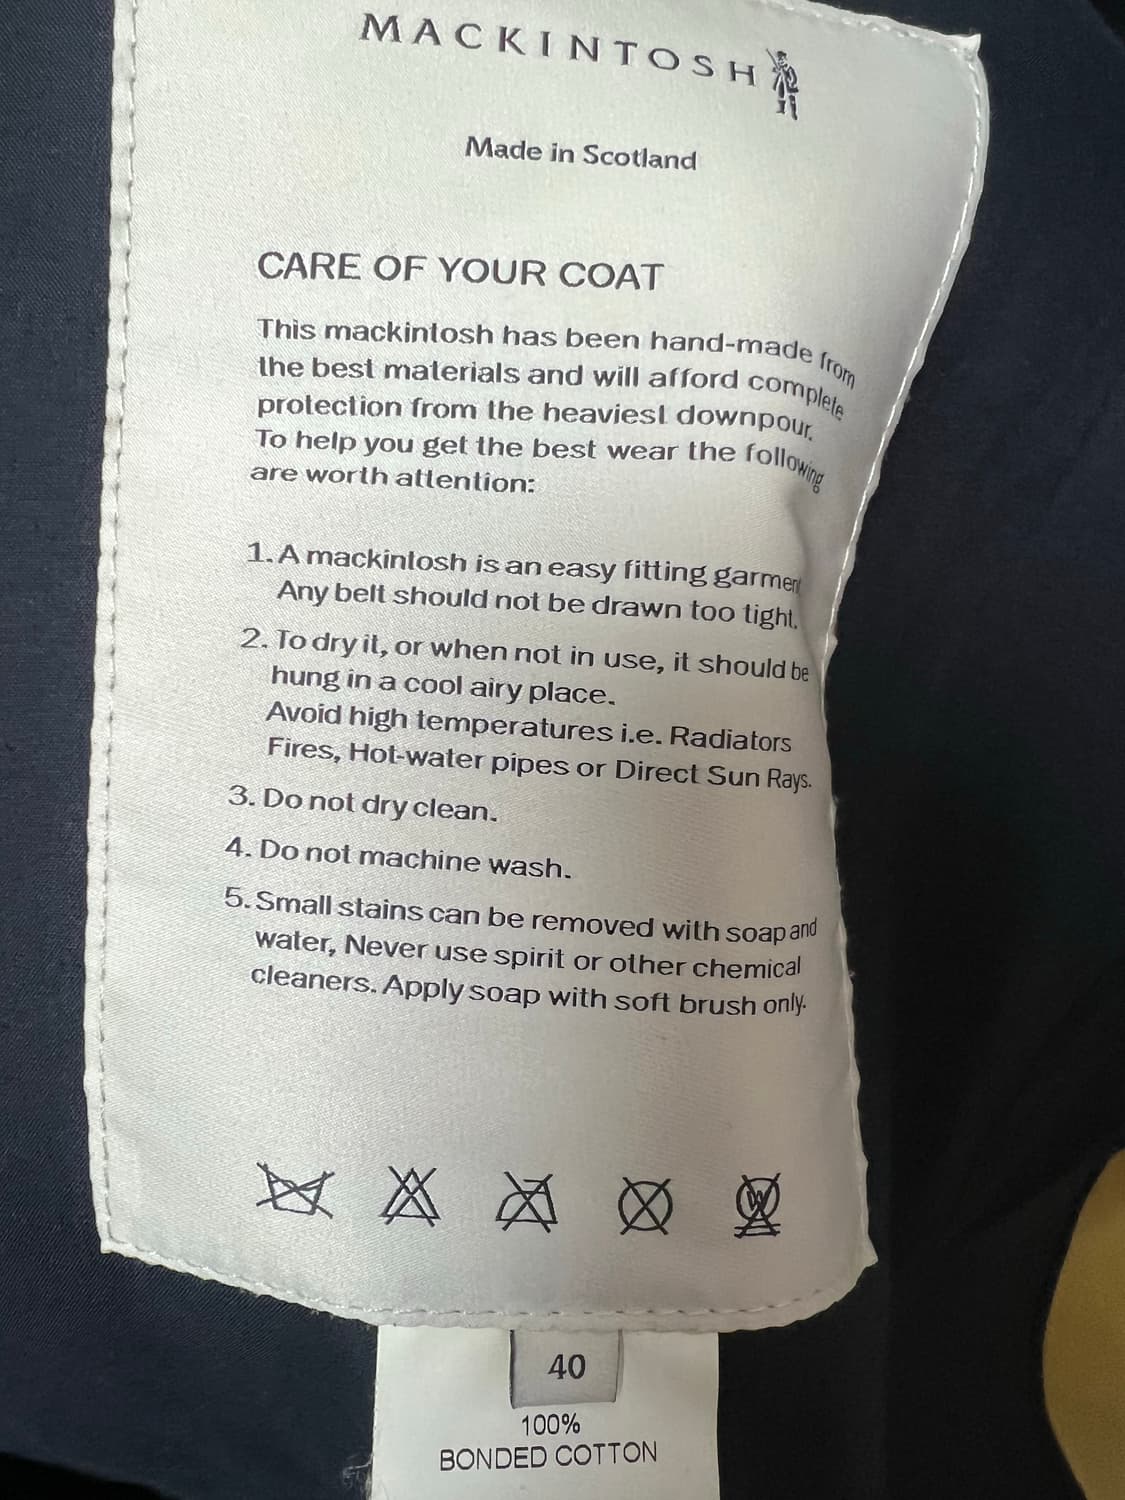 MACKINTOSH
Made in Scotland
CARE OF YOUR COAT
This mackintosh has been hand-made from
the best materials and will afford complete
protection from the heaviest downpour.
To help you get the best wear the following
are worth attention:
1. A mackintosh is an easy fitting garment
Any belt should not be drawn too tight.
2. To dry it, or when not in use, it should be
hung in a cool airy place.
Avoid high temperatures i.e. Radiators
Fires, Hot-water pipes or Direct Sun Rays.
3. Do not dry clean.
4. Do not machine wash.
5. Small stains can be removed with soap and
water, Never use spirit or other chemical
cleaners. Apply soap with soft brush only.
W
40
100%
BONDED COTTON